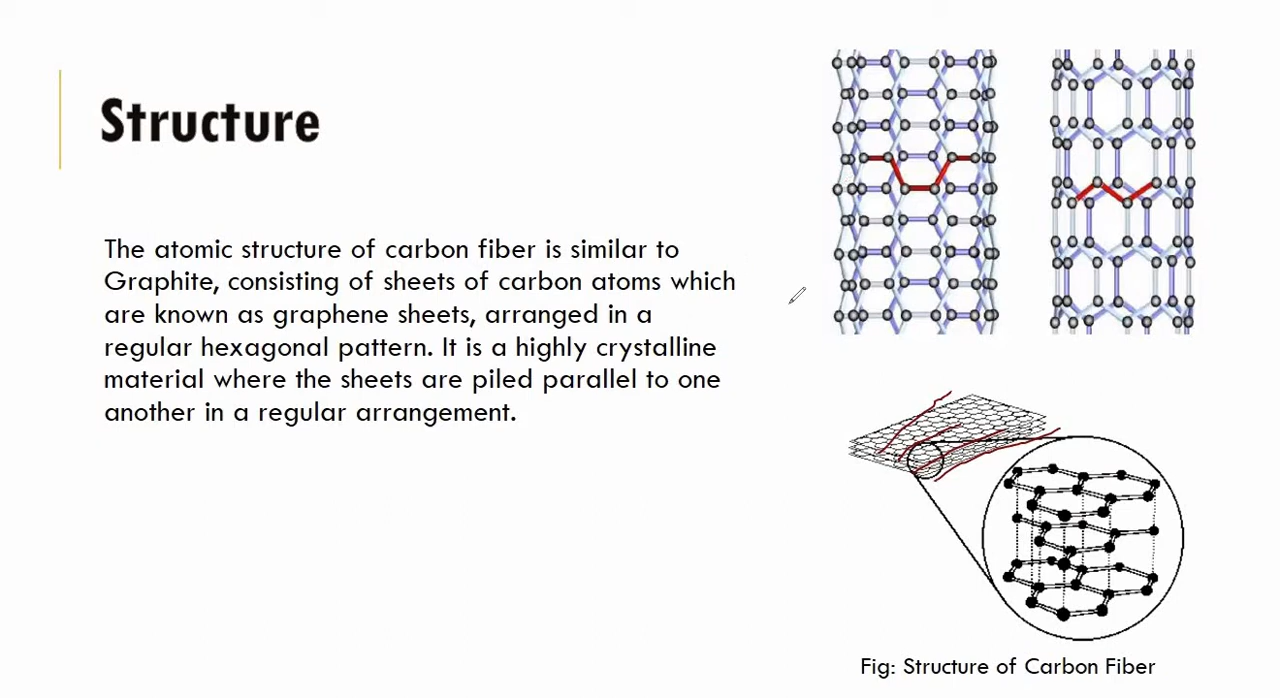 Structure
The atomic structure of carbon fiber is similar to
Graphite, consisting of sheets of carbon atoms which
are known as graphene sheets, arranged in a
regular hexagonal pattern. It is a highly crystalline
material where the sheets are piled parallel to one
another in a regular arrangement.
Fig: Structure of Carbon Fiber